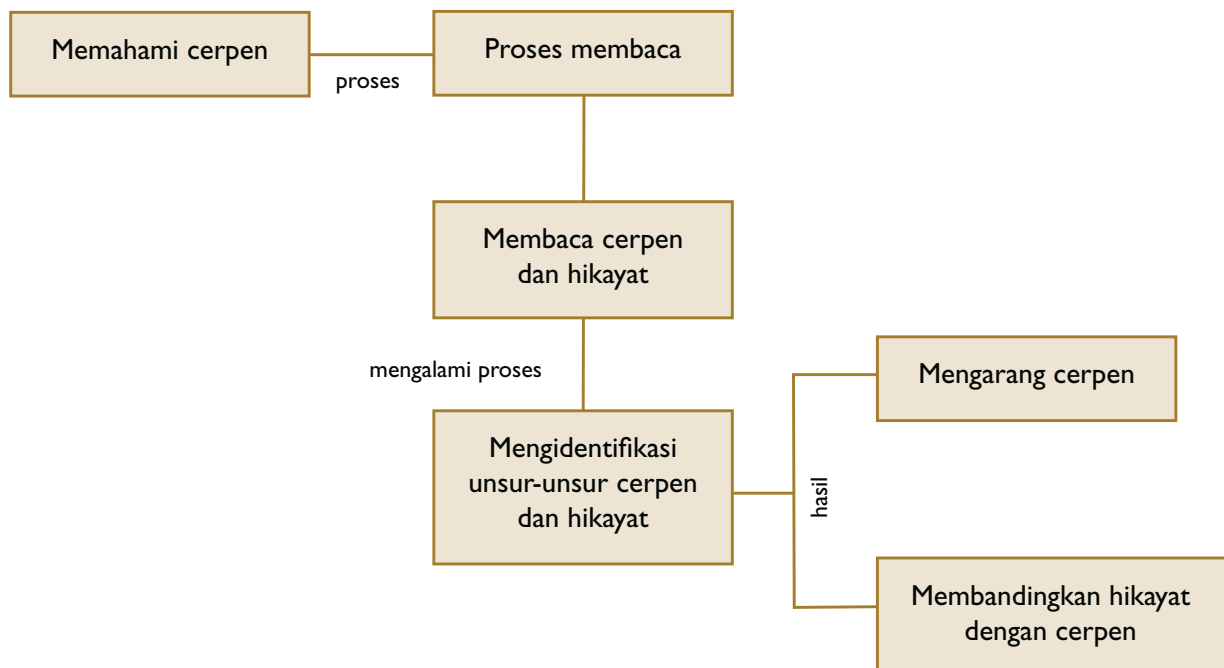 Memahami cerpen
proses
Proses membaca
Membaca cerpen
dan hikayat
mengalami proses
Mengidentifikasi
unsur-unsur cerpen
dan hikayat
hasil
Mengarang cerpen
Membandingkan hikayat
dengan cerpen